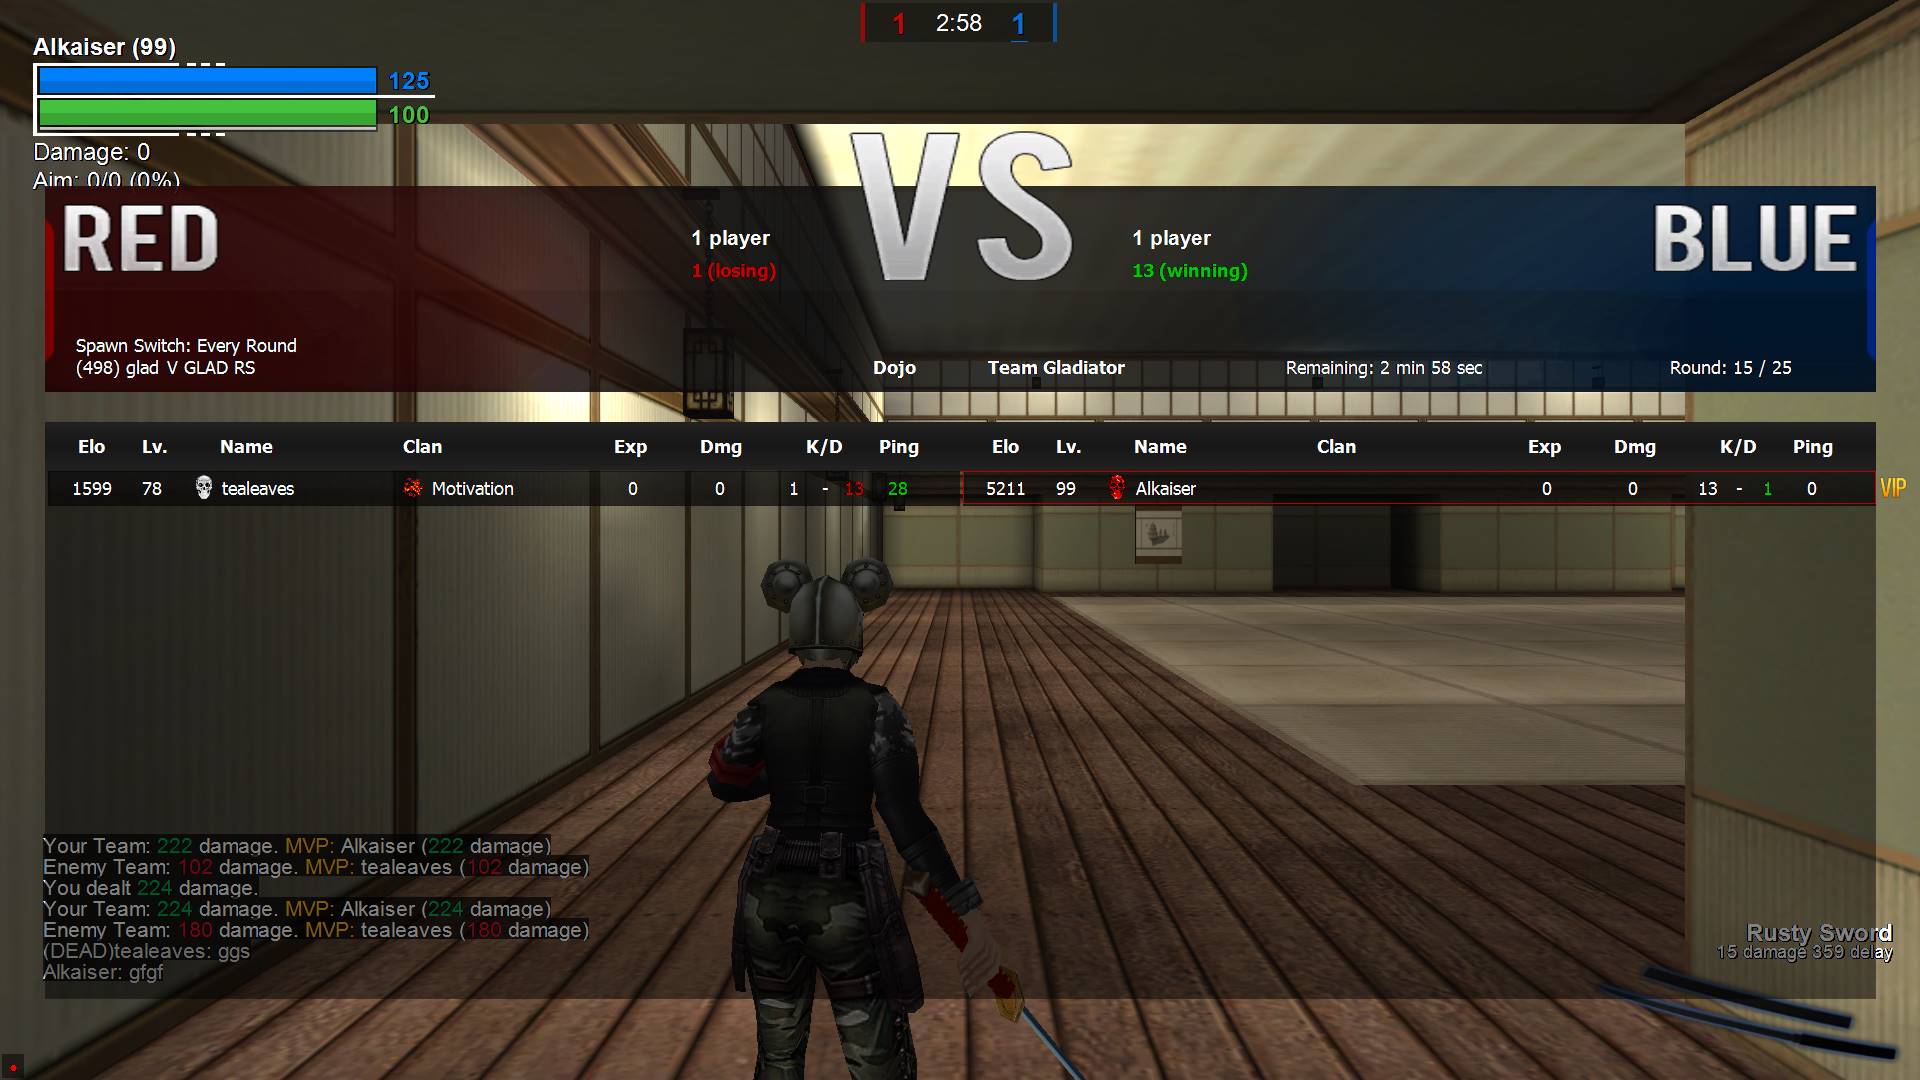 1 2:58 1
Alkaiser (99)
125
100
Damage: 0
Aim: 0/0 (0%)
VS
RED
BLUE
1 player
1 player
1 (losing)
13 (winning)
Spawn Switch: Every Round
(498) glad V GLAD RS
Dojo Team Gladiator Remaining: 2 min 58 sec Round: 15 / 25
Elo Lv. Name Clan Exp Dmg K/D Ping Elo Lv. Name Clan Exp Dmg K/D Ping
1599 78 tealeaves Motivation 0 0 1 - 13 28 5211 99 Alkaiser 0 0 13 - 1 0 VIP
Your Team: 222 damage. MVP: Alkaiser (222 damage)
Enemy Team: 102 damage. MVP: tealeaves (102 damage)
You dealt 224 damage.
Your Team: 224 damage. MVP: Alkaiser (224 damage)
Enemy Team: 180 damage. MVP: tealeaves (180 damage)
(DEAD)tealeaves: ggs
Alkaiser: gfgf
Rusty Sword
15 damage 359 delay